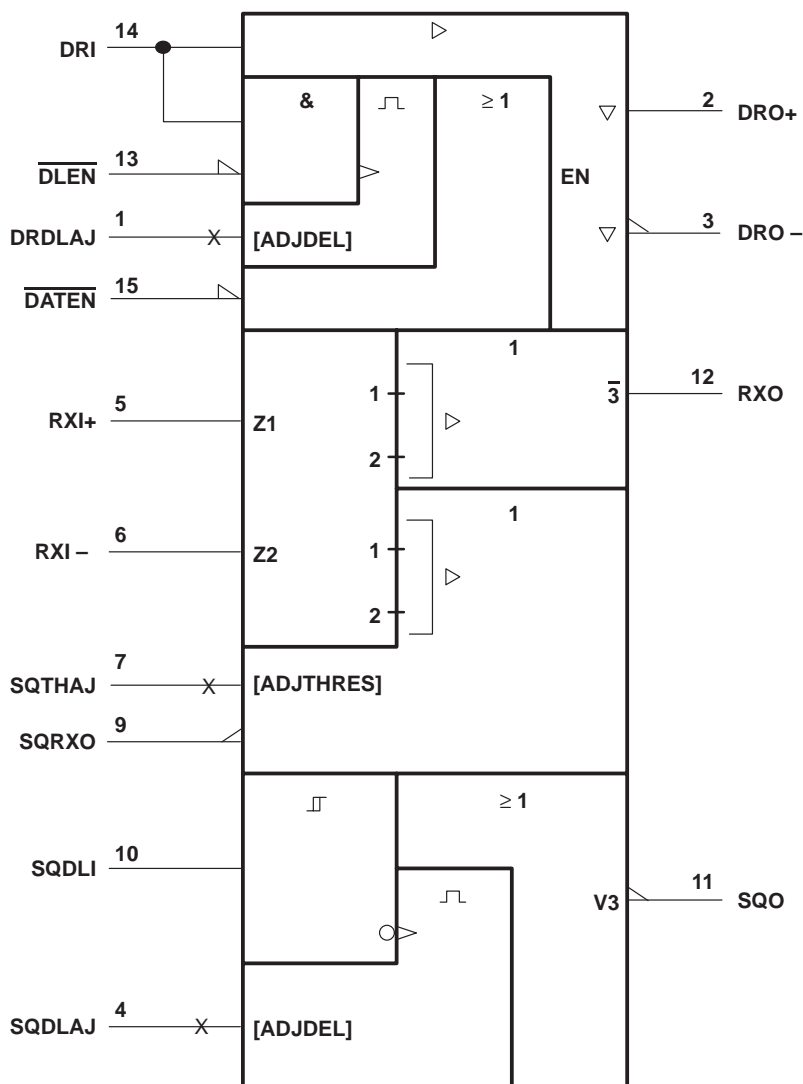 DRI 14
&
≥ 1
2 DRO+
D̅L̅E̅N̅ 13
EN
DRDLAJ 1 X [ADJDEL]
3 DRO –
D̅A̅T̅E̅N̅ 15
1
1
3̅
12 RXO
RXI+ 5 Z1
2
1
RXI – 6 Z2
1
2
SQTHAJ 7 X [ADJTHRES]
SQRXO 9
≥ 1
SQDLI 10
V3
11 SQO
SQDLAJ 4 X [ADJDEL]